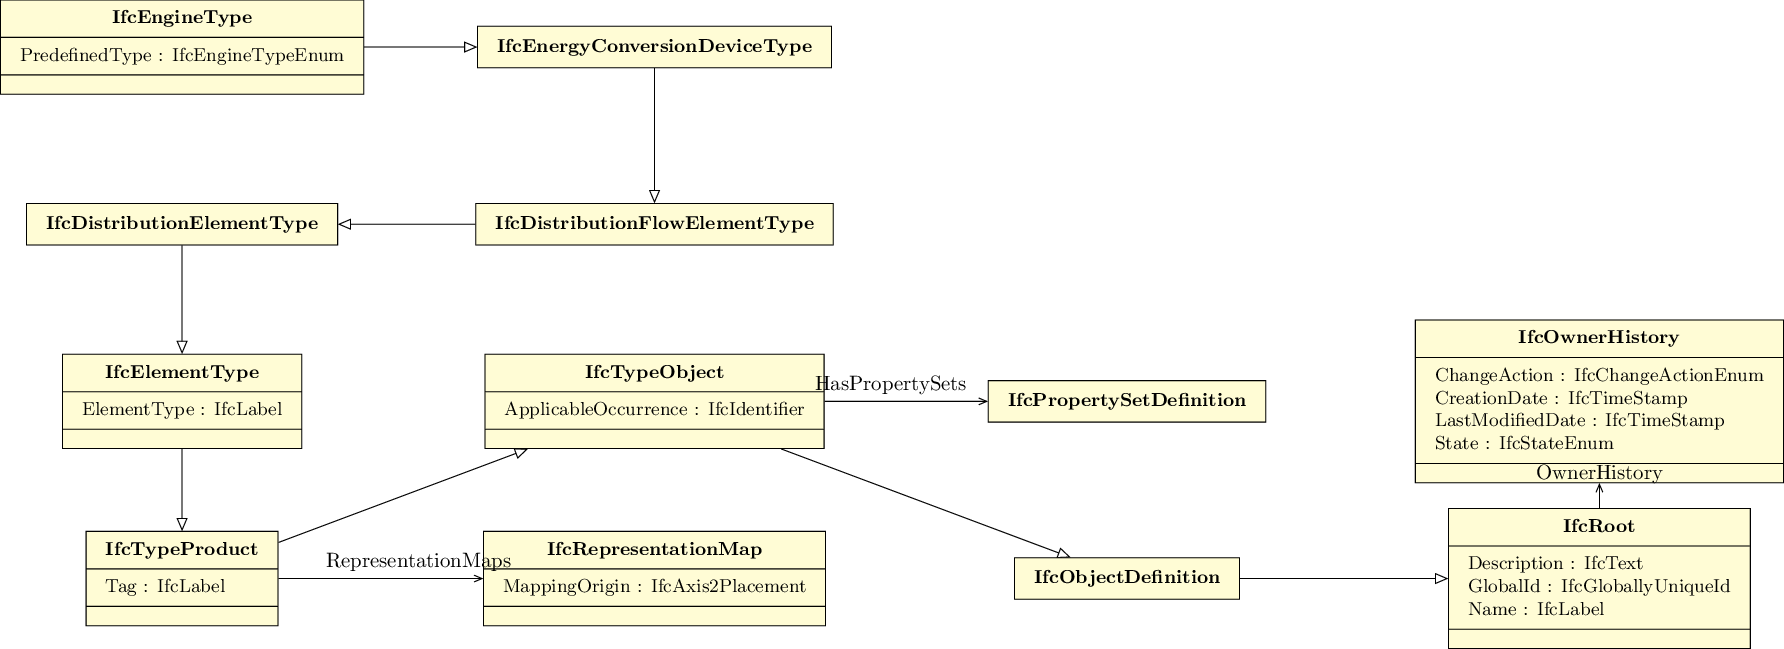 IfcEngineType
PredefinedType : IfcEngineTypeEnum
IfcEnergyConversionDeviceType
IfcDistributionElementType
IfcDistributionFlowElementType
IfcElementType
ElementType : IfcLabel
IfcTypeObject
ApplicableOccurrence : IfcIdentifier
HasPropertySets
IfcPropertySetDefinition
IfcOwnerHistory
ChangeAction : IfcChangeActionEnum
CreationDate : IfcTimeStamp
LastModifiedDate : IfcTimeStamp
State : IfcStateEnum
OwnerHistory
IfcTypeProduct
Tag : IfcLabel
RepresentationMaps
IfcRepresentationMap
MappingOrigin : IfcAxis2Placement
IfcObjectDefinition
IfcRoot
Description : IfcText
GlobalId : IfcGloballyUniqueId
Name : IfcLabel